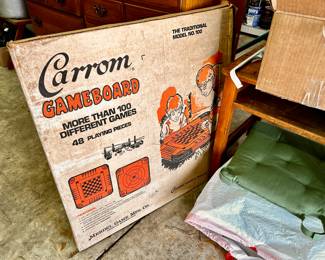 Carrom
GAMEBOARD
THE TRADITIONAL
MODEL NO. 100
MORE THAN 100
DIFFERENT GAMES
48 PLAYING PIECES